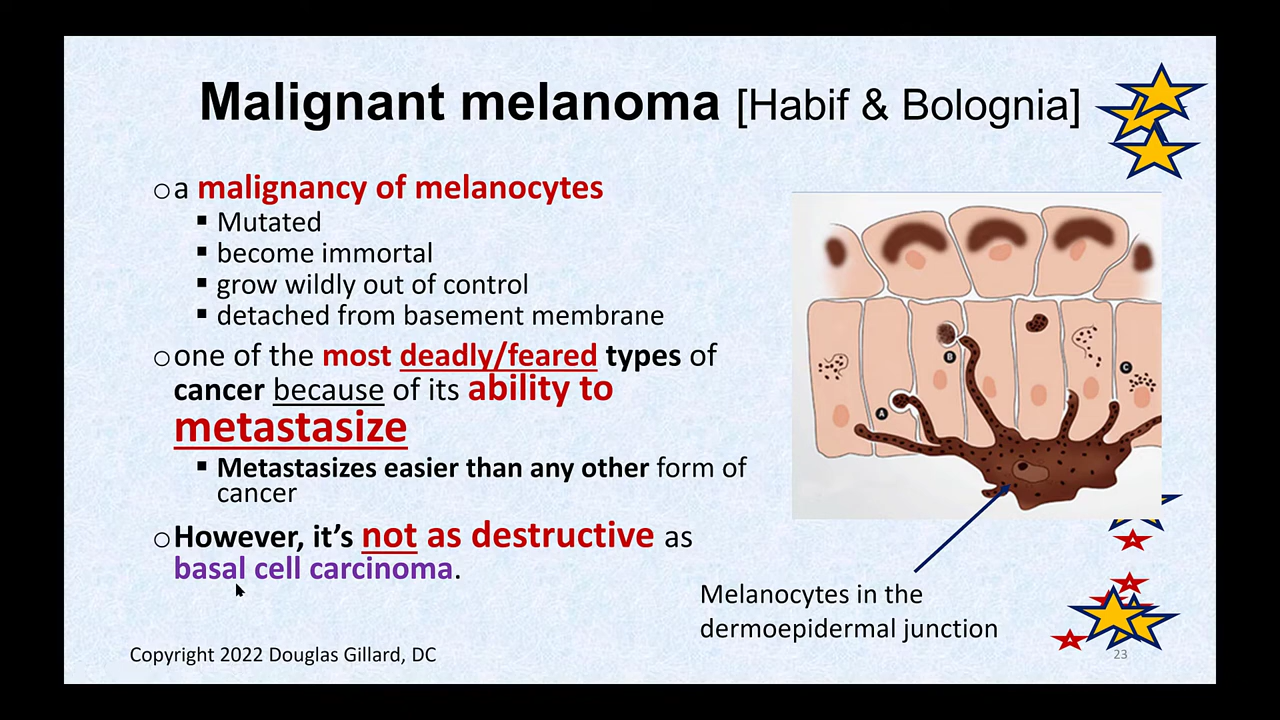 Malignant melanoma [Habif & Bolognia]
○a malignancy of melanocytes
▪ Mutated
▪ become immortal
▪ grow wildly out of control
▪ detached from basement membrane
○one of the most deadly/feared types of
cancer because of its ability to
metastasize
▪ Metastasizes easier than any other form of
cancer
○However, it's not as destructive as
basal cell carcinoma.
B
C
A
Melanocytes in the
dermoepidermal junction
Copyright 2022 Douglas Gillard, DC
23